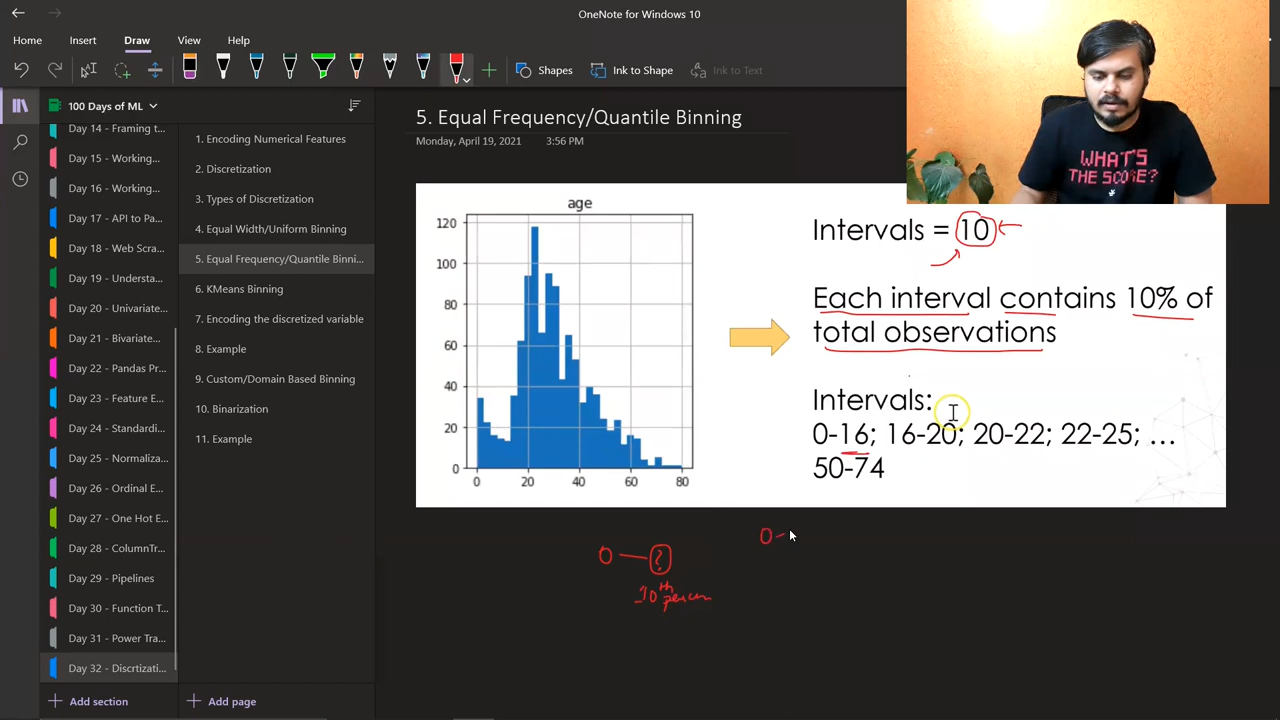 OneNote for Windows 10
Home Insert Draw View Help
Shapes Ink to Shape Ink to Text
100 Days of ML
Day 14 - Framing t...
Day 15 - Working...
Day 16 - Working...
Day 17 - API to Pa...
Day 18 - Web Scra...
Day 19 - Understa...
Day 20 - Univariate...
Day 21 - Bivariate...
Day 22 - Pandas Pr...
Day 23 - Feature E...
Day 24 - Standardi...
Day 25 - Normaliza...
Day 26 - Ordinal E...
Day 27 - One Hot E...
Day 28 - ColumnTr...
Day 29 - Pipelines
Day 30 - Function T...
Day 31 - Power Tra...
Day 32 - Discrtizati...
Add section
1. Encoding Numerical Features
2. Discretization
3. Types of Discretization
4. Equal Width/Uniform Binning
5. Equal Frequency/Quantile Binni...
6. KMeans Binning
7. Encoding the discretized variable
8. Example
9. Custom/Domain Based Binning
10. Binarization
11. Example
Add page
5. Equal Frequency/Quantile Binning
Monday, April 19, 2021 3:56 PM
age
120
100
80
60
40
20
0
0 20 40 60 80
Intervals = 10
Each interval contains 10% of
total observations
Intervals:
0-16; 16-20; 20-22; 22-25; ...
50-74
0 — ?
10th
0 -
WHAT'S
THE SCORE?